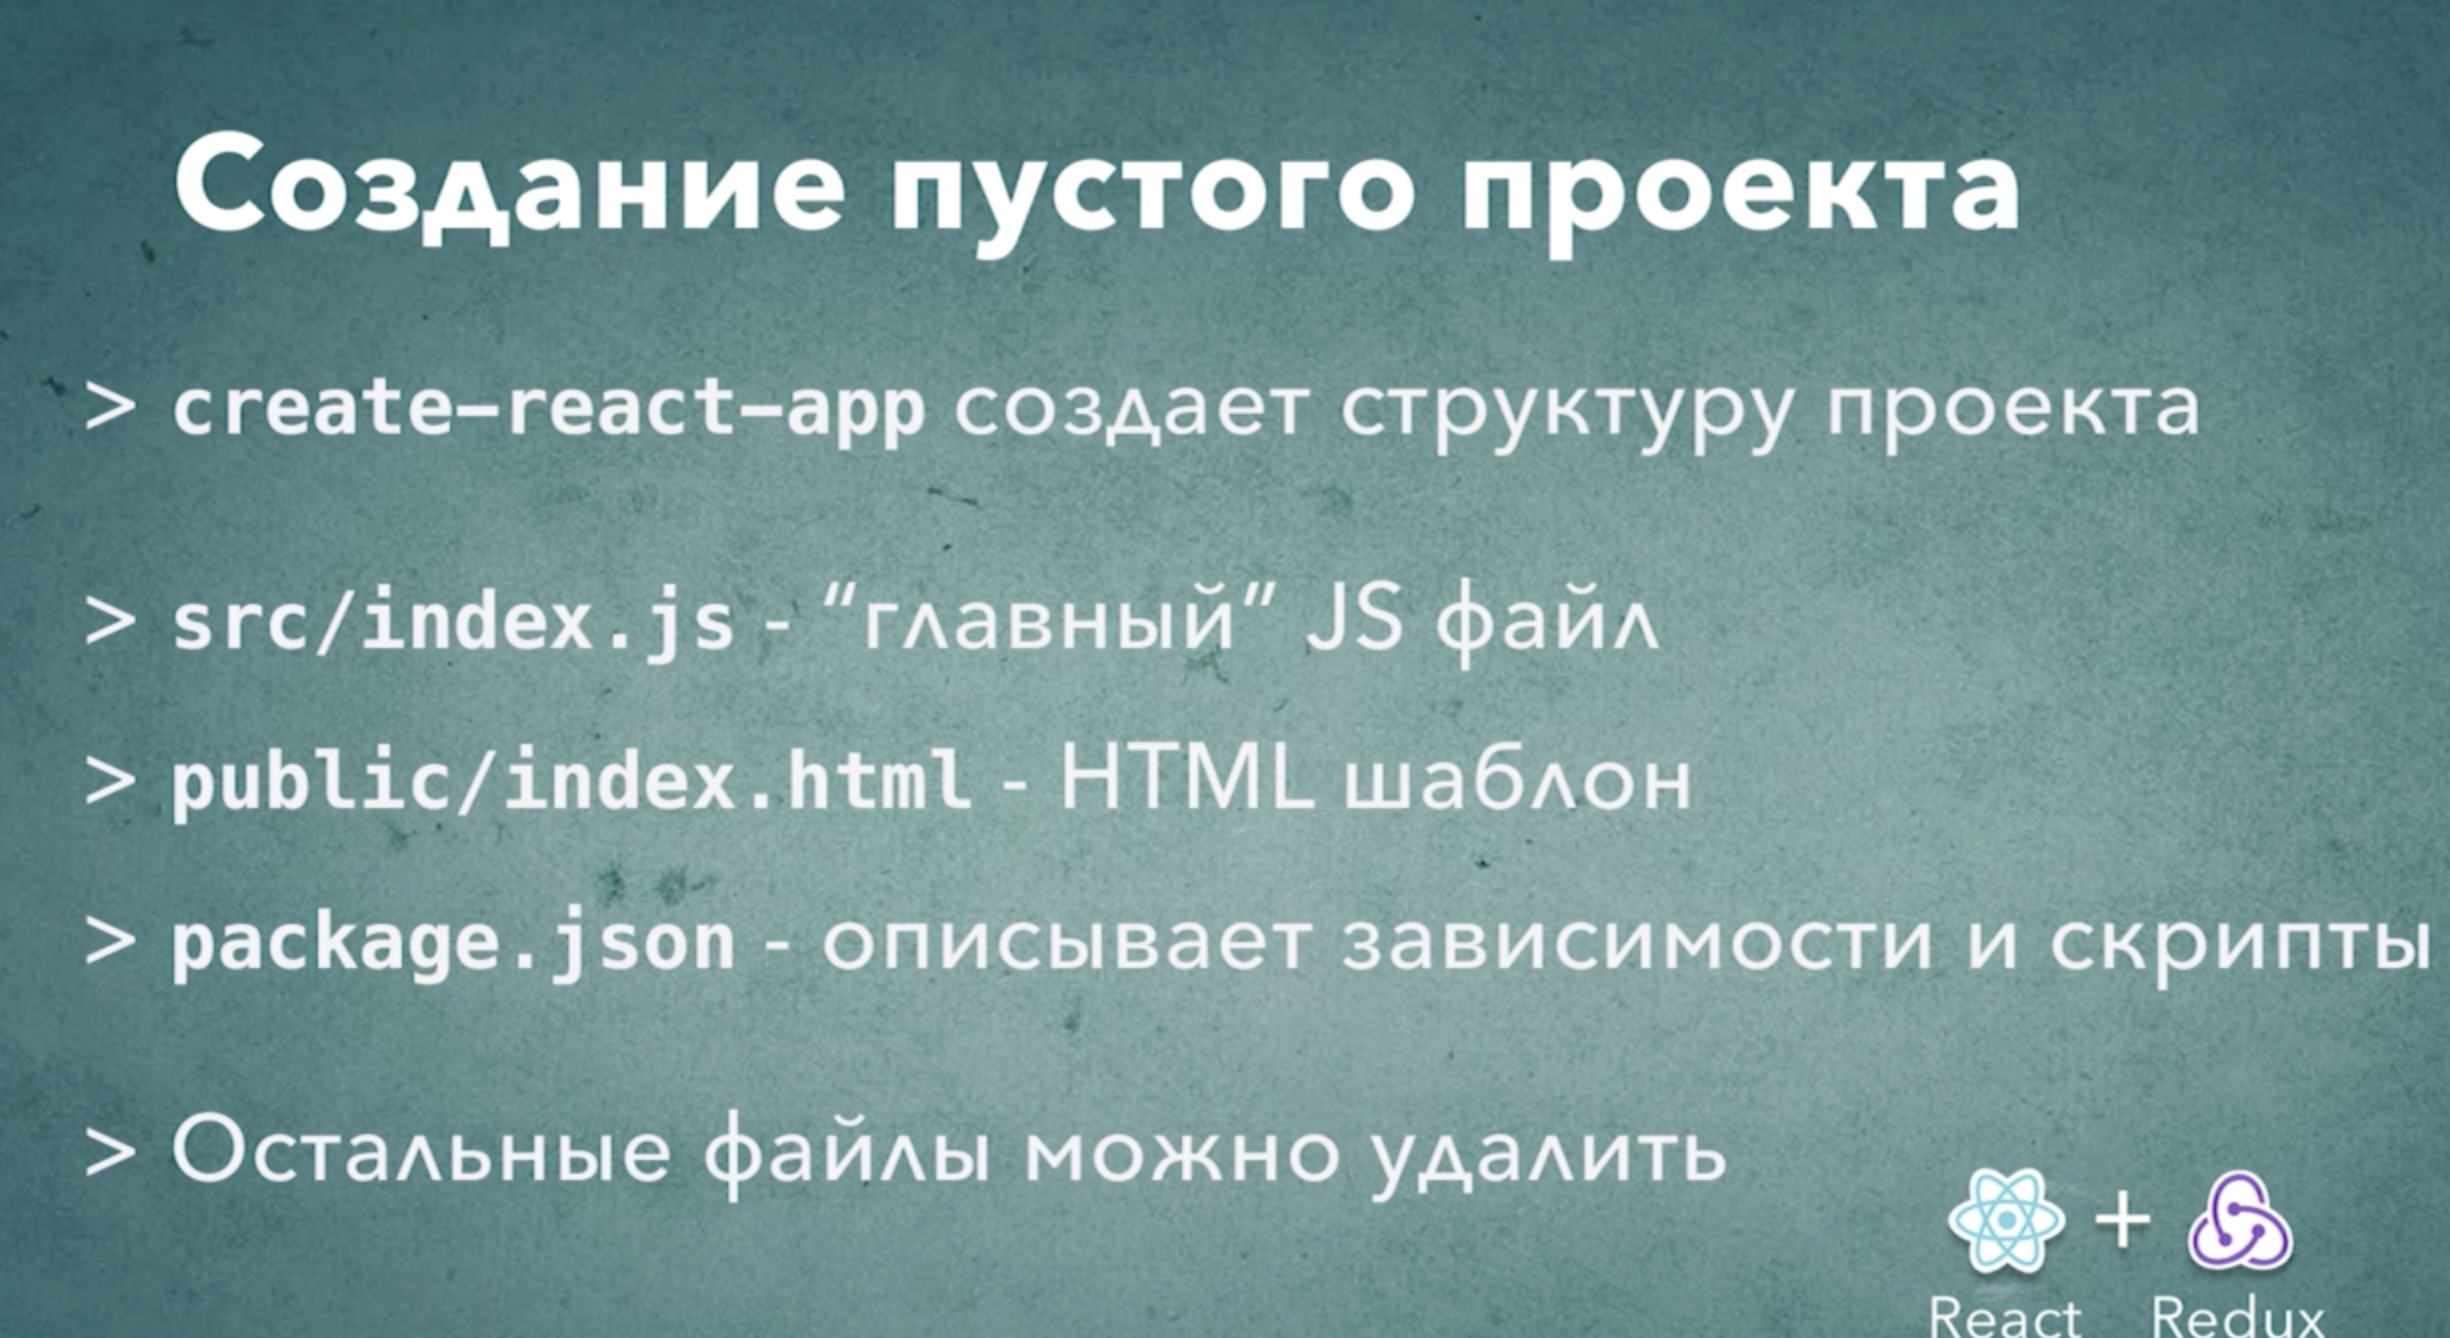 Создание пустого проекта
> create-react-app создает структуру проекта
> src/index.js - “главный” JS файл
> public/index.html - HTML шаблон
> package.json - описывает зависимости и скрипты
> Остальные файлы можно удалить
+
React Redux